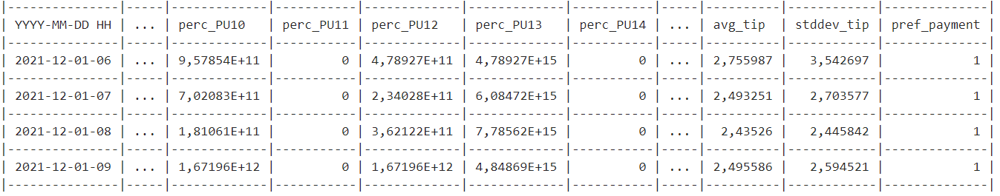 |--------------|-----|------------|-----------|------------|------------|-----------|-----|----------|------------|--------------|
| YYYY-MM-DD HH | ... | perc_PU10 | perc_PU11 | perc_PU12 | perc_PU13 | perc_PU14 | ... | avg_tip | stddev_tip | pref_payment |
|--------------|-----|------------|-----------|------------|------------|-----------|-----|----------|------------|--------------|
| 2021-12-01-06 | ... | 9,57854E+11 | 0 | 4,78927E+11 | 4,78927E+15 | 0 | ... | 2,755987 | 3,542697 | 1 |
|--------------|-----|------------|-----------|------------|------------|-----------|-----|----------|------------|--------------|
| 2021-12-01-07 | ... | 7,02083E+11 | 0 | 2,34028E+11 | 6,08472E+15 | 0 | ... | 2,493251 | 2,703577 | 1 |
|--------------|-----|------------|-----------|------------|------------|-----------|-----|----------|------------|--------------|
| 2021-12-01-08 | ... | 1,81061E+11 | 0 | 3,62122E+11 | 7,78562E+15 | 0 | ... | 2,43526 | 2,445842 | 1 |
|--------------|-----|------------|-----------|------------|------------|-----------|-----|----------|------------|--------------|
| 2021-12-01-09 | ... | 1,67196E+12 | 0 | 1,67196E+12 | 4,84869E+15 | 0 | ... | 2,495586 | 2,594521 | 1 |
|--------------|-----|------------|-----------|------------|------------|-----------|-----|----------|------------|--------------|